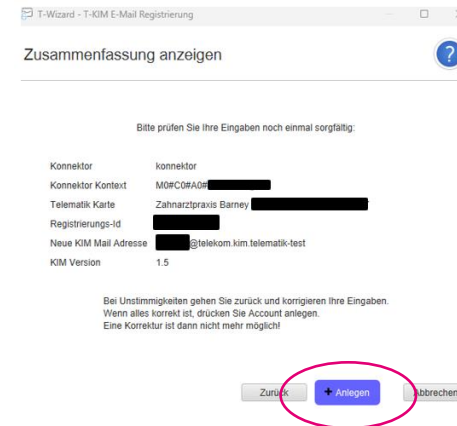 T-Wizard - T-KIM E-Mail Registrierung
Zusammenfassung anzeigen
?
Bitte prüfen Sie Ihre Eingaben noch einmal sorgfältig:
Konnektor konnektor
Konnektor Kontext M0#C0#A0#
Telematik Karte Zahnarztpraxis Barney
Registrierungs-Id
Neue KIM Mail Adresse @telekom.kim.telematik-test
KIM Version 1.5
Bei Unstimmigkeiten gehen Sie zurück und korrigieren Ihre Eingaben.
Wenn alles korrekt ist, drücken Sie Account anlegen.
Eine Korrektur ist dann nicht mehr möglich!
Zurück + Anlegen Abbrechen